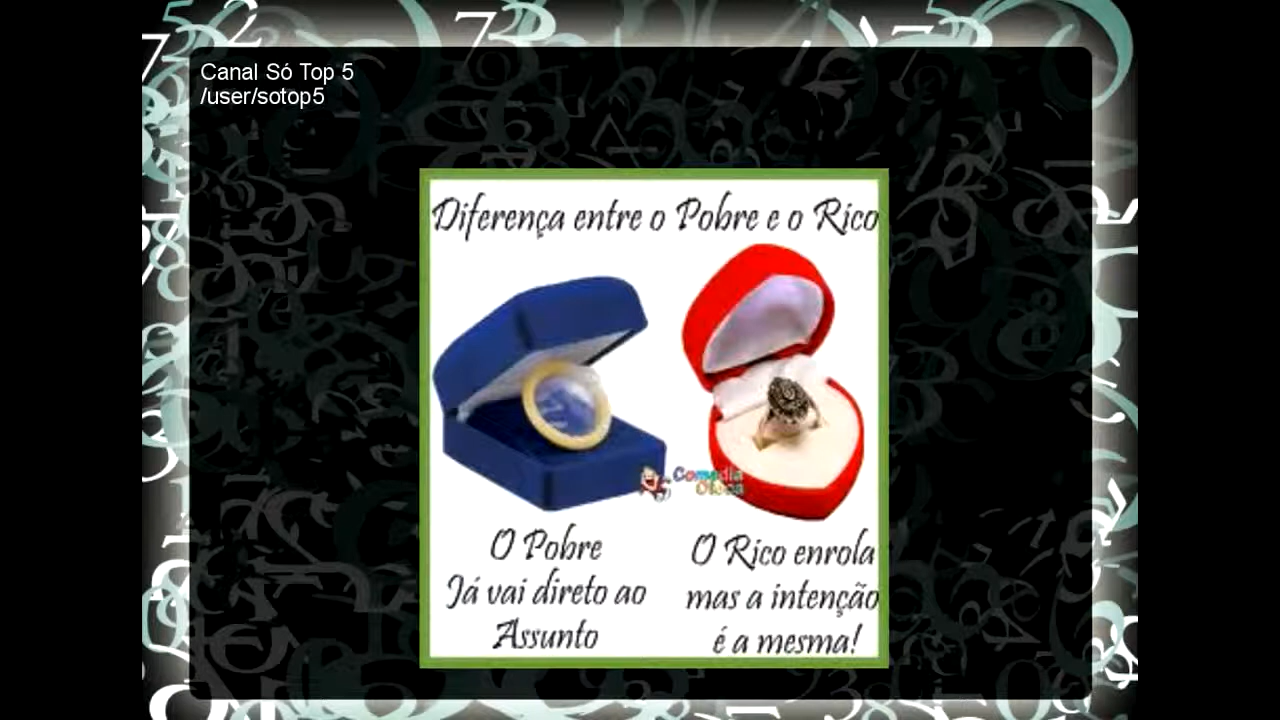 Canal Só Top 5
/user/sotop5
Diferença entre o Pobre e o Rico
Comedia
O Pobre
Já vai direto ao
Assunto
O Rico enrola
mas a intenção
é a mesma!